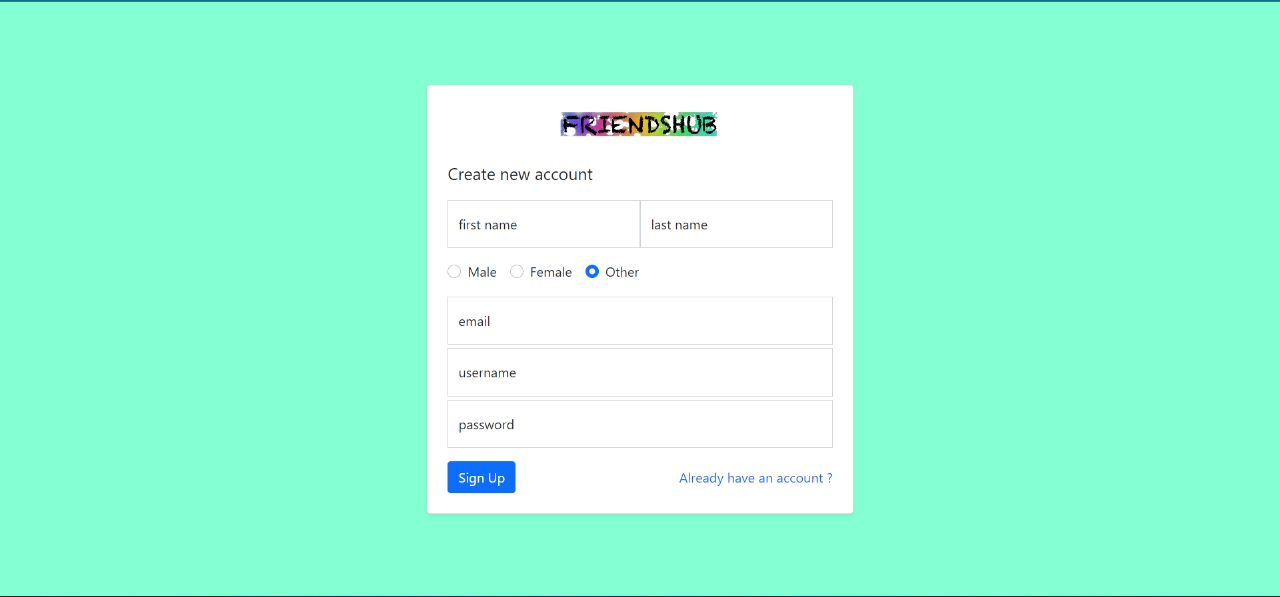 FRIENDSHUB
Create new account
first name last name
Male Female Other
email
username
password
Sign Up Already have an account ?